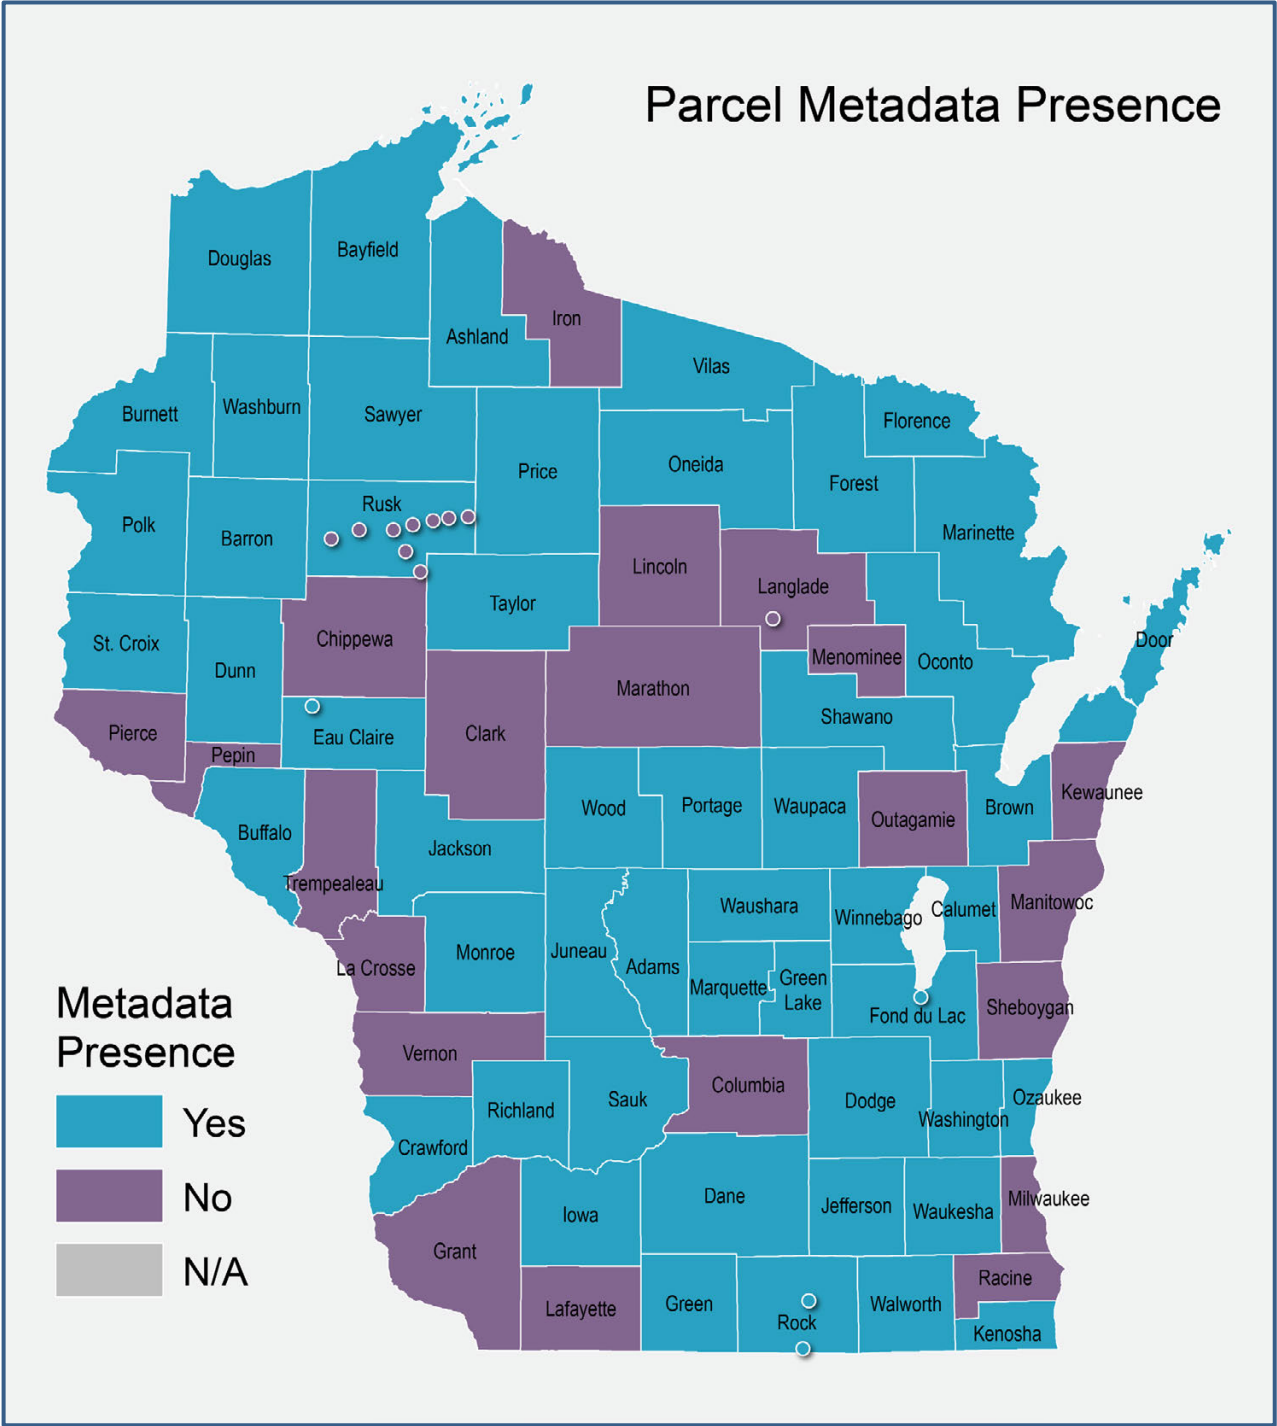 Parcel Metadata Presence
Douglas
Bayfield
Ashland
Iron
Vilas
Burnett
Washburn
Sawyer
Florence
Price
Oneida
Forest
Rusk
Polk
Barron
Marinette
Lincoln
Langlade
Taylor
Chippewa
St. Croix
Door
Dunn
Menominee
Oconto
Marathon
Shawano
Pierce
Eau Claire
Clark
Pepin
Kewaunee
Wood
Portage
Waupaca
Brown
Outagamie
Buffalo
Jackson
Trempealeau
Manitowoc
Waushara
Calumet
Winnebago
Monroe
Juneau
La Crosse
Adams
Marquette
Green
Lake
Sheboygan
Fond du Lac
Vernon
Columbia
Ozaukee
Sauk
Dodge
Richland
Washington
Crawford
Dane
Milwaukee
Jefferson
Waukesha
Iowa
Grant
Racine
Lafayette
Green
Walworth
Rock
Kenosha
Metadata
Presence
Yes
No
N/A